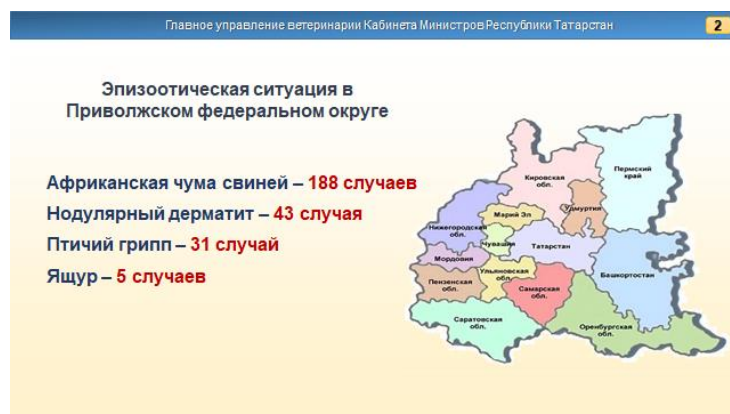 Главное управление ветеринарии Кабинета Министров Республики Татарстан
2
Эпизоотическая ситуация в
Приволжском федеральном округе
Африканская чума свиней – 188 случаев
Нодулярный дерматит – 43 случая
Птичий грипп – 31 случай
Ящур – 5 случаев
Пермский
край
Кировская
обл.
Удмуртия
Марий Эл
Нижегородская
обл.
Чувашия
Татарстан
Мордовия
Ульяновская
обл.
Башкортостан
Пензенская
обл.
Самарская
обл.
Саратовская
обл.
Оренбургская
обл.